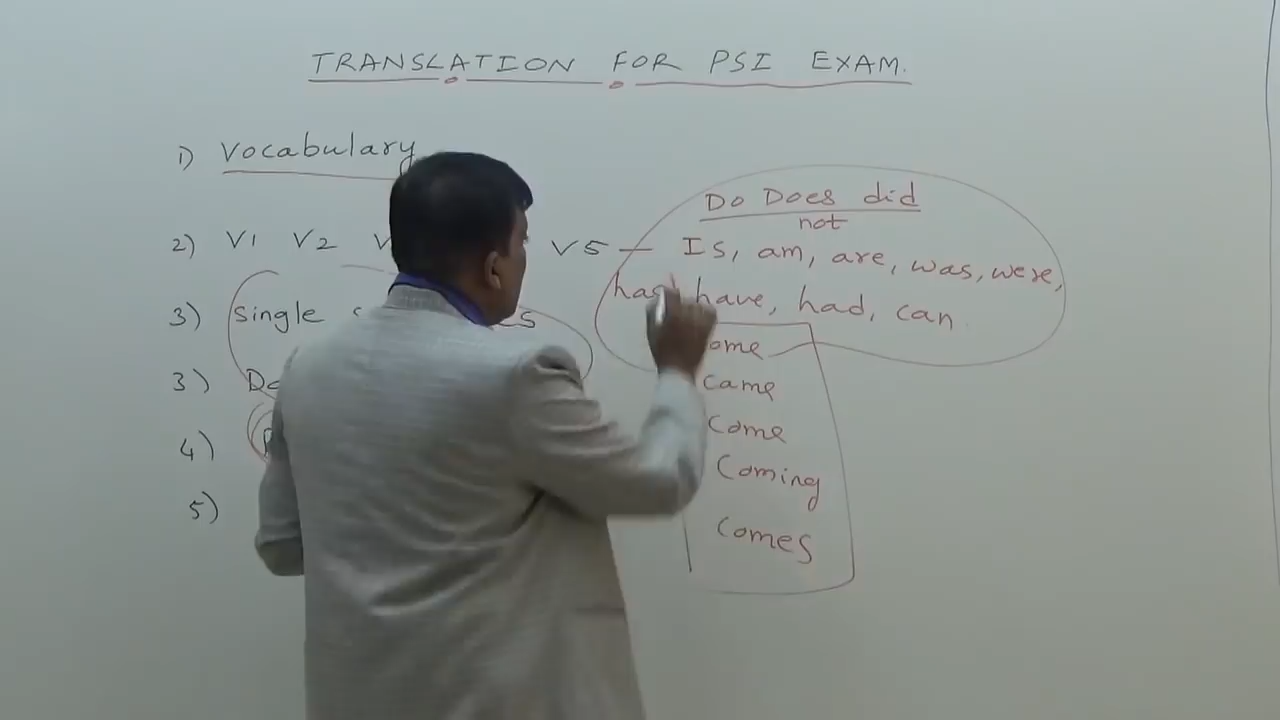 TRANSLATION FOR PSI EXAM.
1) Vocabulary
Do Does did
not
2) V1 V2 V5 — Is, am, are, was, were,
have, had, can.
3) Single
came
3)
Come
4)
Coming
5)
Comes